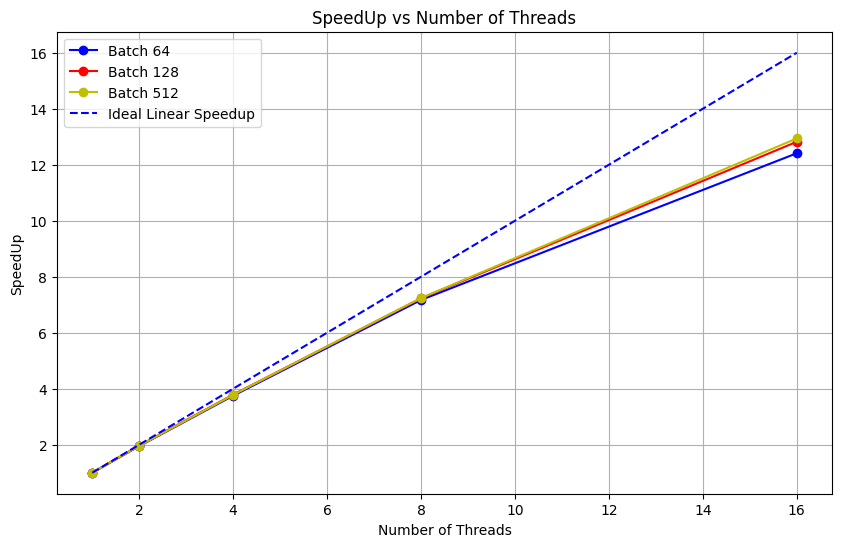 SpeedUp vs Number of Threads
Batch 64
Batch 128
Batch 512
Ideal Linear Speedup
16
14
12
10
8
6
4
2
SpeedUp
2 4 6 8 10 12 14 16
Number of Threads